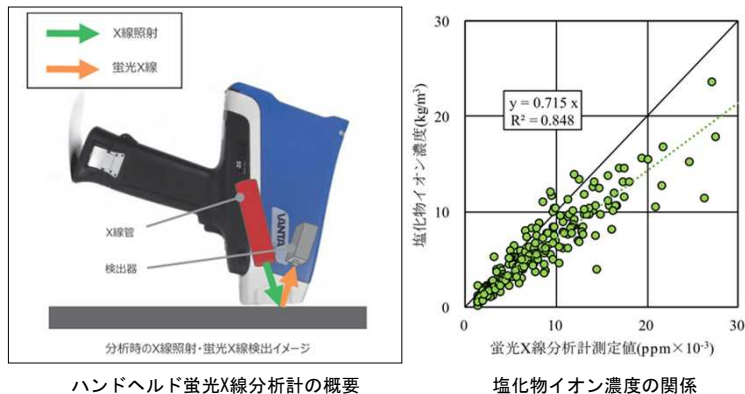 X線照射
蛍光X線
X線管
検出器
VANTA
分析時のX線照射・蛍光X線検出イメージ
ハンドヘルド蛍光X線分析計の概要
塩化物イオン濃度(kg/m³)
30
20
10
0
y = 0.715 x
R² = 0.848
0
10
20
30
蛍光X線分析計測定値(ppm×10⁻³)
塩化物イオン濃度の関係